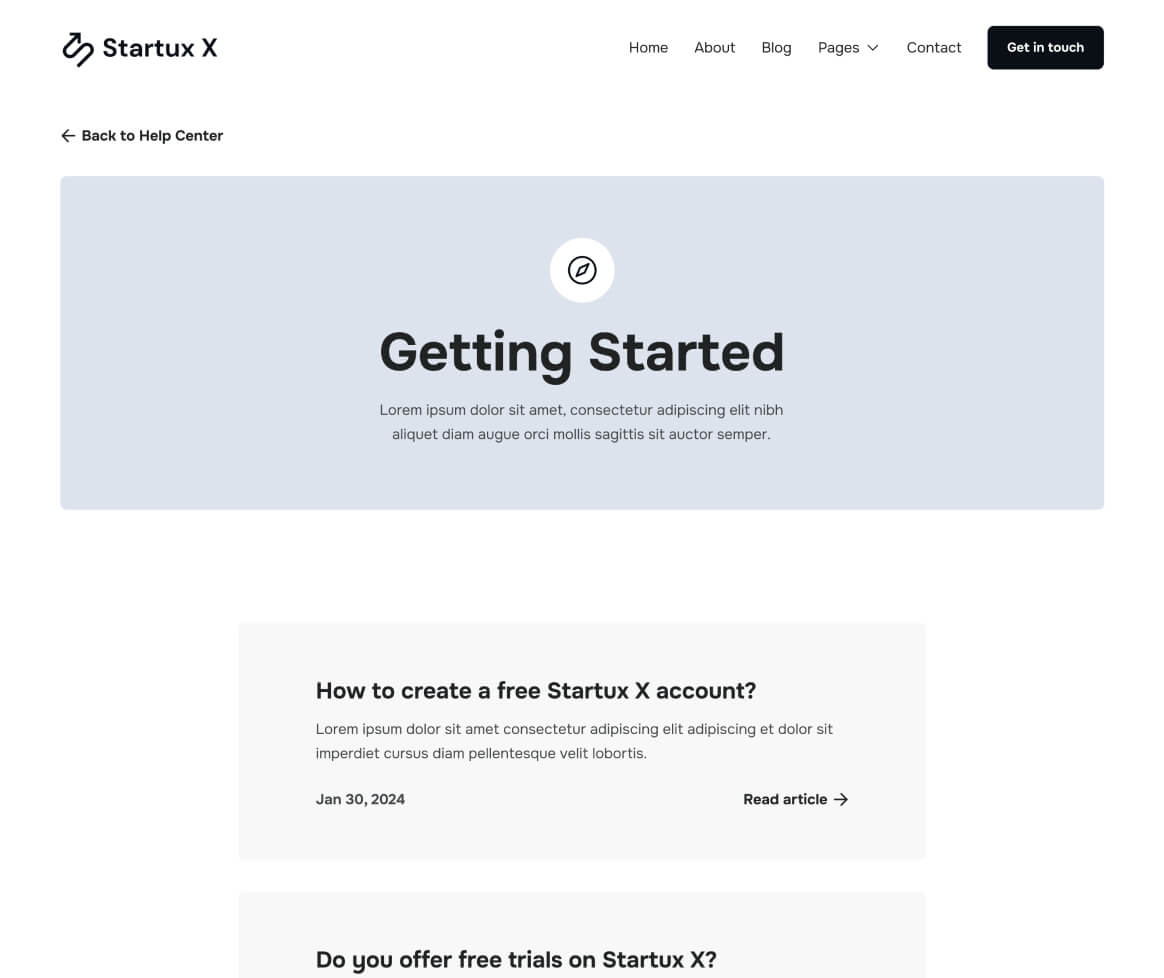 Startux X
Home About Blog Pages Contact Get in touch
Back to Help Center
Getting Started
Lorem ipsum dolor sit amet, consectetur adipiscing elit nibh
aliquet diam augue orci mollis sagittis sit auctor semper.
How to create a free Startux X account?
Lorem ipsum dolor sit amet consectetur adipiscing elit adipiscing et dolor sit
imperdiet cursus diam pellentesque velit lobortis.
Jan 30, 2024 Read article
Do you offer free trials on Startux X?